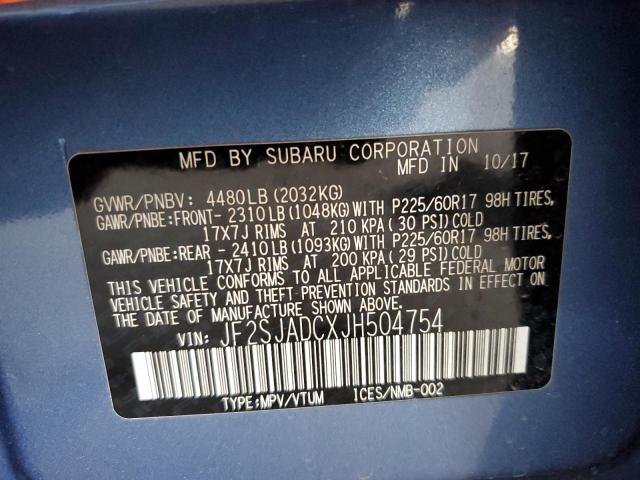 MFD BY SUBARU CORPORATION
MFD IN 10/17
GVWR/PNBV: 4480LB(2032KG)
GAWR/PNBE:FRONT- 2310LB(1048KG)WITH P225/60R17 98H TIRES,
17X7J RIMS AT 210 KPA(30 PSI)COLD
GAWR/PNBE:REAR - 2410LB(1093KG)WITH P225/60R17 98H TIRES,
17X7J RIMS AT 200 KPA(29 PSI)COLD
THIS VEHICLE CONFORMS TO ALL APPLICABLE FEDERAL MOTOR
VEHICLE SAFETY AND THEFT PREVENTION STANDARDS IN EFFECT ON
THE DATE OF MANUFACTURE SHOWN ABOVE.
VIN: JF2SJADCXJH504754
TYPE:MPV/VTUM ICES/NMB-002